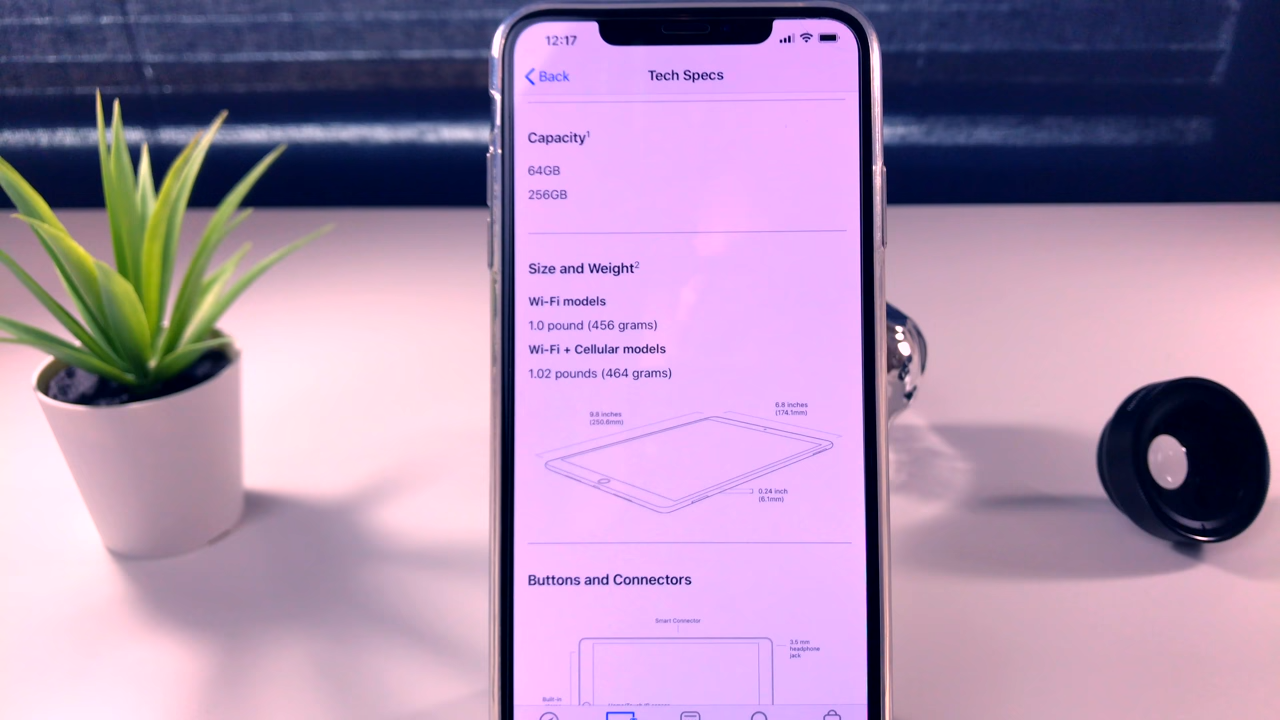 12:17
Back
Tech Specs
Capacity¹
64GB
256GB
Size and Weight²
Wi-Fi models
1.0 pound (456 grams)
Wi-Fi + Cellular models
1.02 pounds (464 grams)
9.8 inches
(250.6mm)
6.8 inches
(174.1mm)
0.24 inch
(6.1mm)
Buttons and Connectors
Smart Connector
3.5 mm
headphone
jack
Built-in